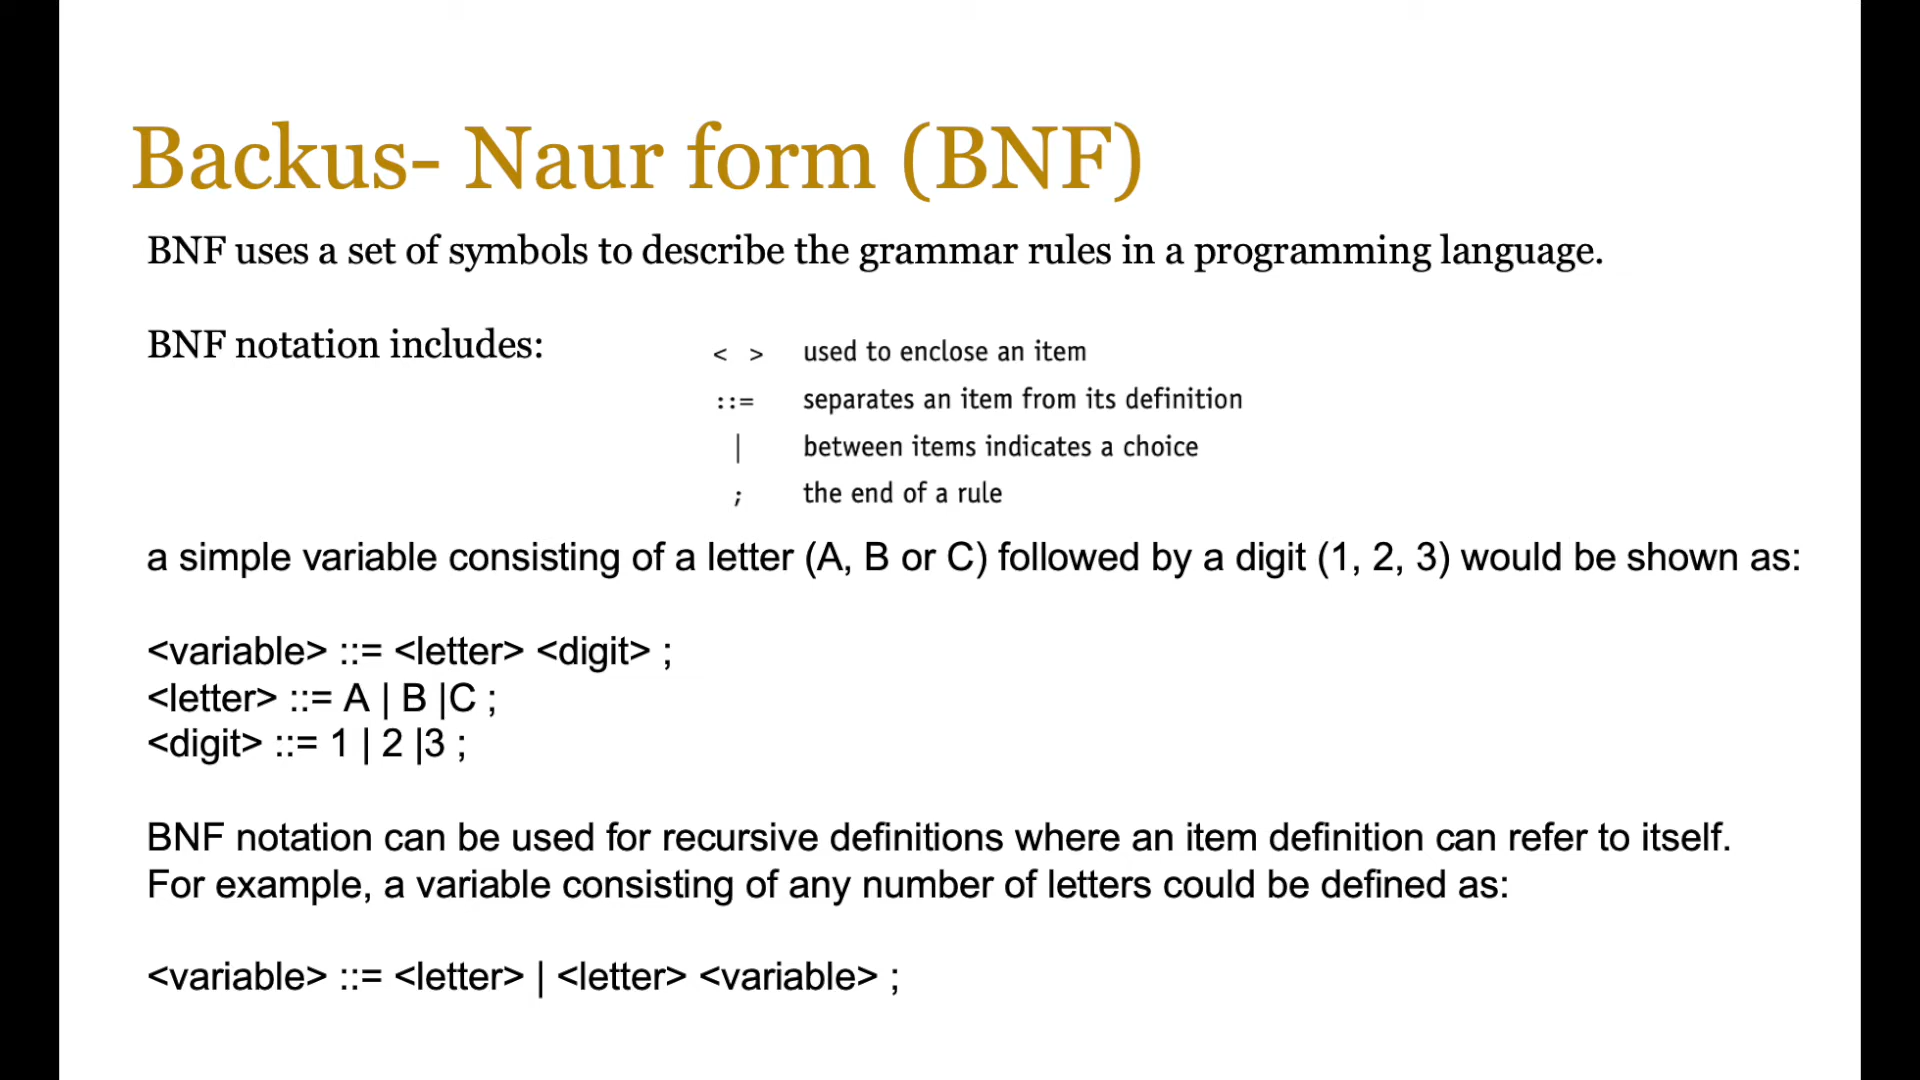 Backus- Naur form (BNF)
BNF uses a set of symbols to describe the grammar rules in a programming language.
BNF notation includes:
< > used to enclose an item
::= separates an item from its definition
| between items indicates a choice
; the end of a rule
a simple variable consisting of a letter (A, B or C) followed by a digit (1, 2, 3) would be shown as:
<variable> ::= <letter> <digit> ;
<letter> ::= A | B |C ;
<digit> ::= 1 | 2 |3 ;
BNF notation can be used for recursive definitions where an item definition can refer to itself.
For example, a variable consisting of any number of letters could be defined as:
<variable> ::= <letter> | <letter> <variable> ;